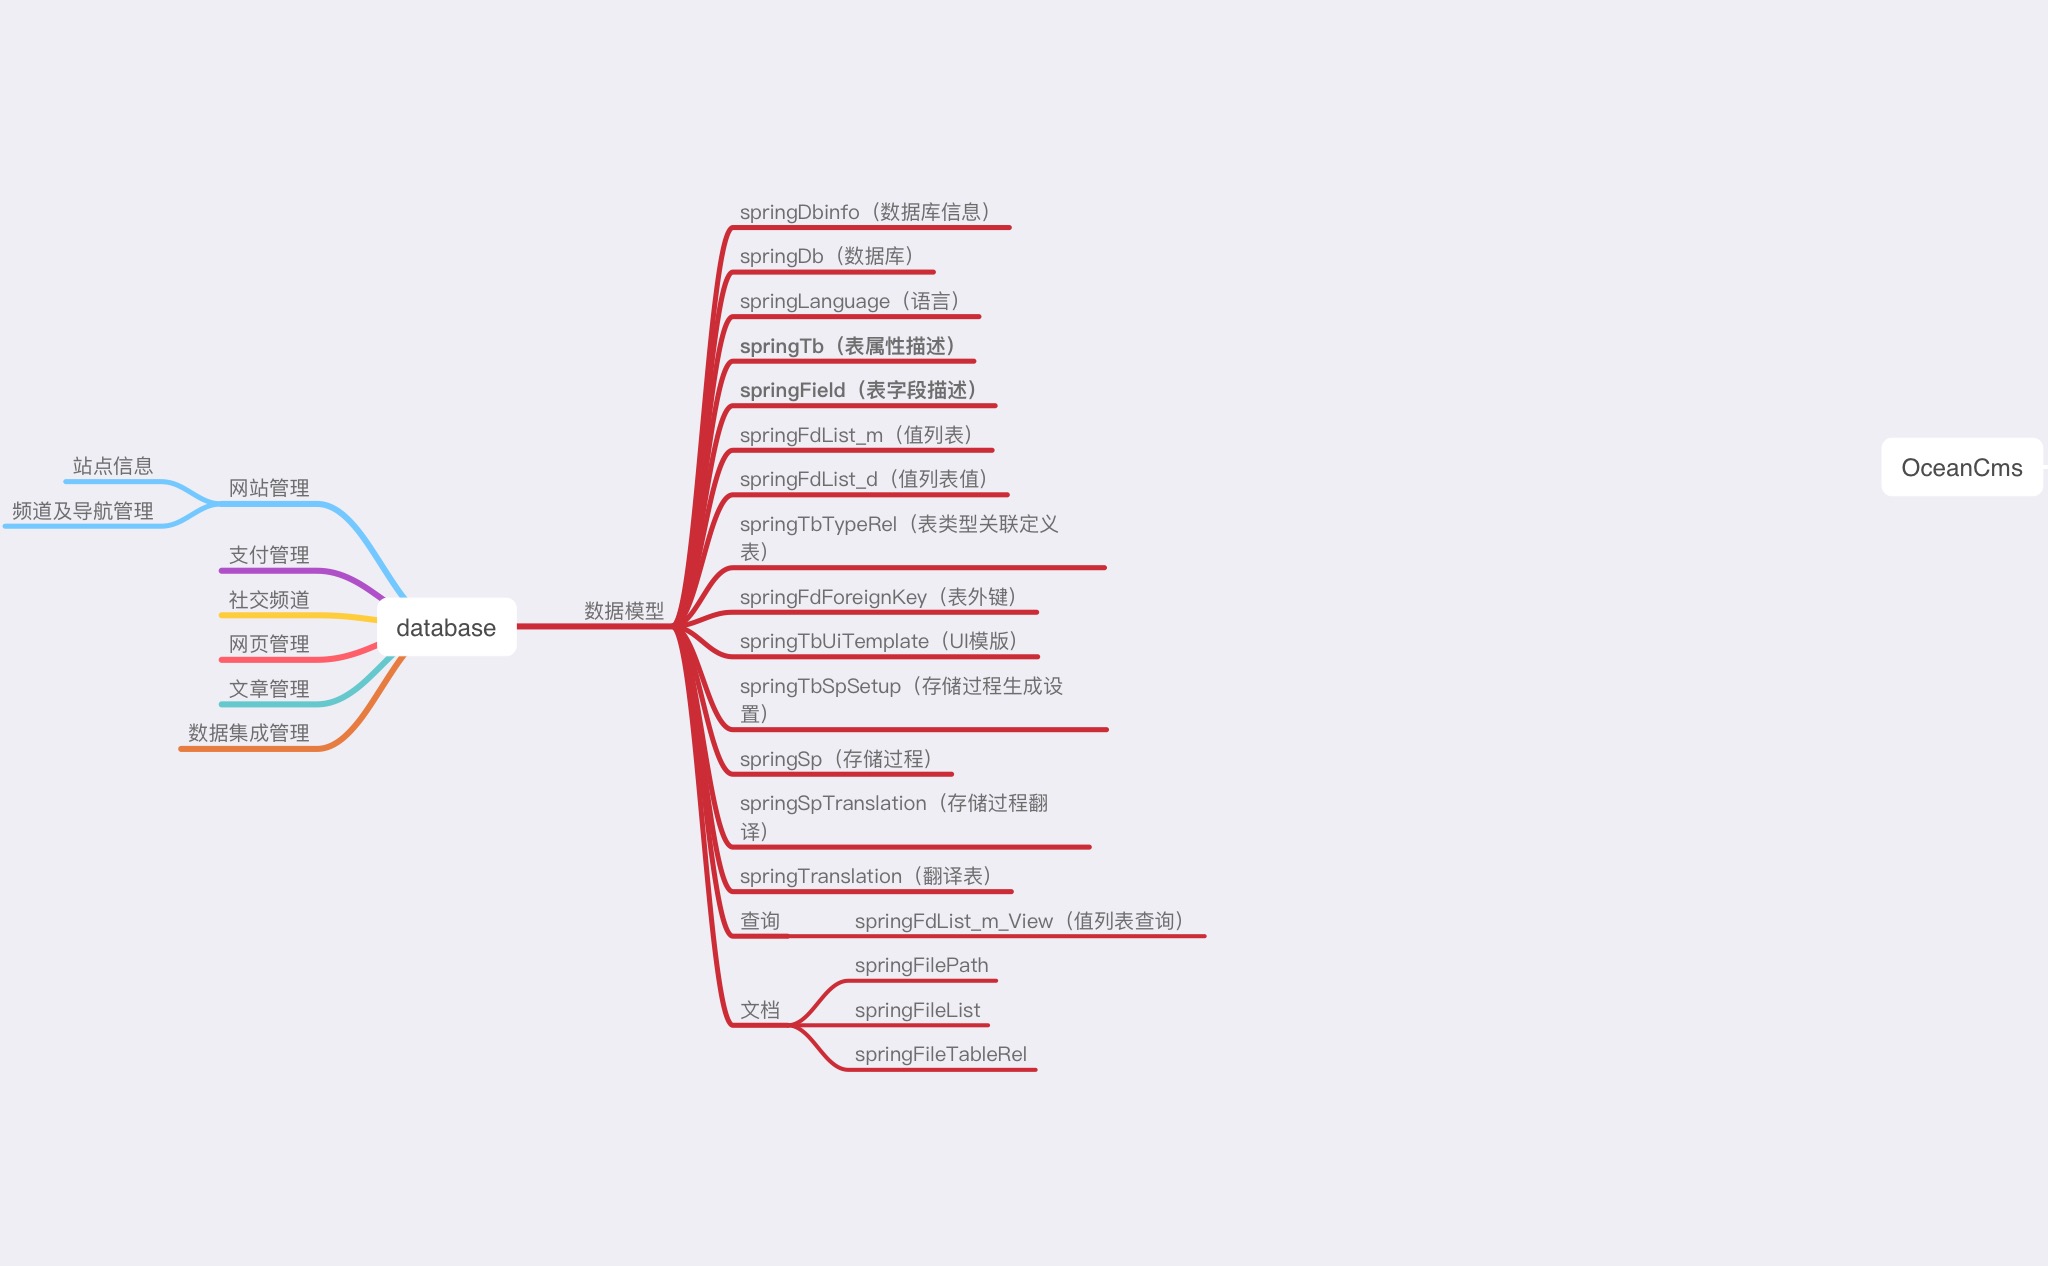 站点信息
频道及导航管理
网站管理
支付管理
社交频道
网页管理
文章管理
数据集成管理
database
数据模型
springDbinfo（数据库信息）
springDb（数据库）
springLanguage（语言）
springTb（表属性描述）
springField（表字段描述）
springFdList_m（值列表）
springFdList_d（值列表值）
springTbTypeRel（表类型关联定义
表）
springFdForeignKey（表外键）
springTbUiTemplate（UI模版）
springTbSpSetup（存储过程生成设
置）
springSp（存储过程）
springSpTranslation（存储过程翻
译）
springTranslation（翻译表）
查询
springFdList_m_View（值列表查询）
文档
springFilePath
springFileList
springFileTableRel
OceanCms